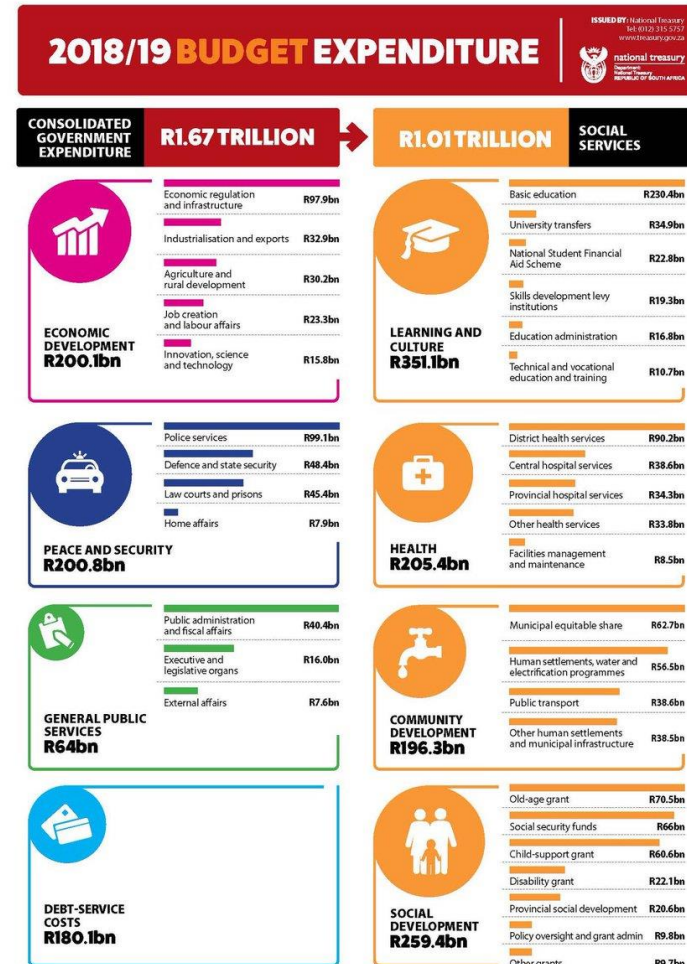 ISSUED BY: National Treasury
Tel: (012) 315 5757
www.treasury.gov.za
2018/19 BUDGET EXPENDITURE
national treasury
Department:
National Treasury
REPUBLIC OF SOUTH AFRICA
CONSOLIDATED
GOVERNMENT
EXPENDITURE
R1.67 TRILLION
R1.01 TRILLION
SOCIAL
SERVICES
ECONOMIC
DEVELOPMENT
R200.1bn
Economic regulation
and infrastructure R97.9bn
Industrialisation and exports R32.9bn
Agriculture and
rural development R30.2bn
Job creation
and labour affairs R23.3bn
Innovation, science
and technology R15.8bn
LEARNING AND
CULTURE
R351.1bn
Basic education R230.4bn
University transfers R34.9bn
National Student Financial
Aid Scheme R22.8bn
Skills development levy
institutions R19.3bn
Education administration R16.8bn
Technical and vocational
education and training R10.7bn
PEACE AND SECURITY
R200.8bn
Police services R99.1bn
Defence and state security R48.4bn
Law courts and prisons R45.4bn
Home affairs R7.9bn
HEALTH
R205.4bn
District health services R90.2bn
Central hospital services R38.6bn
Provincial hospital services R34.3bn
Other health services R33.8bn
Facilities management
and maintenance R8.5bn
GENERAL PUBLIC
SERVICES
R64bn
Public administration
and fiscal affairs R40.4bn
Executive and
legislative organs R16.0bn
External affairs R7.6bn
COMMUNITY
DEVELOPMENT
R196.3bn
Municipal equitable share R62.7bn
Human settlements, water and
electrification programmes R56.5bn
Public transport R38.6bn
Other human settlements
and municipal infrastructure R38.5bn
DEBT-SERVICE
COSTS
R180.1bn
SOCIAL
DEVELOPMENT
R259.4bn
Old-age grant R70.5bn
Social security funds R66bn
Child-support grant R60.6bn
Disability grant R22.1bn
Provincial social development R20.6bn
Policy oversight and grant admin R9.8bn
Other grants R9.7bn